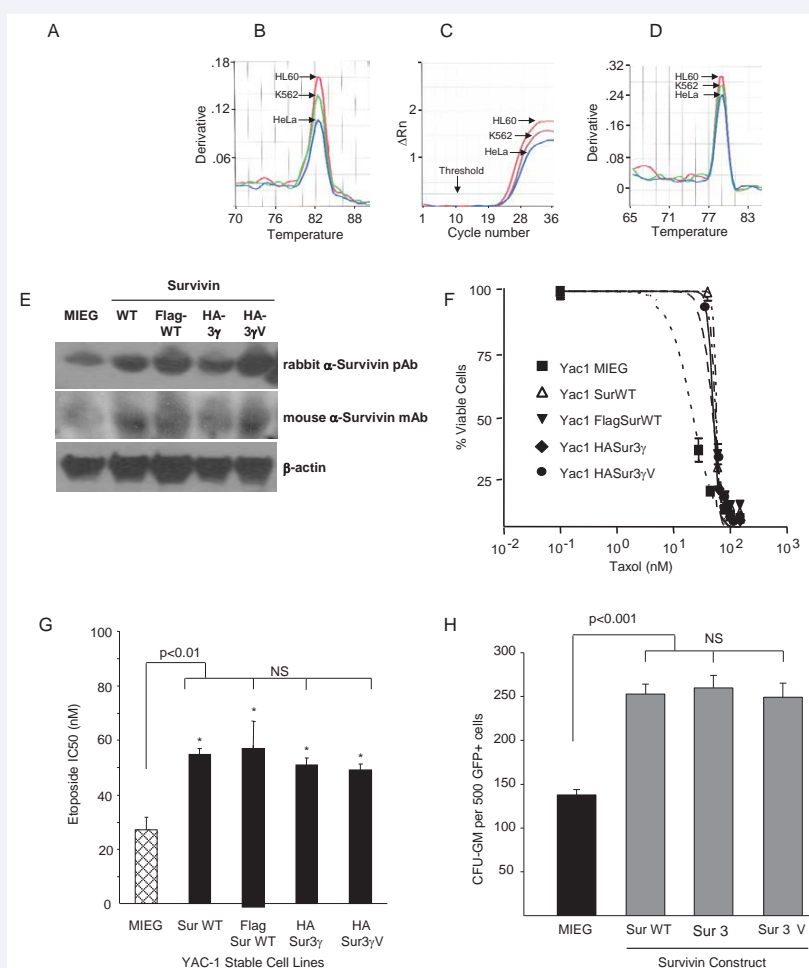 A
B
C
D
.18
.12
.06
Derivative
HL60
K562
HeLa
70 76 82 88
Temperature
2
1
ΔRn
HL60
K562
HeLa
Threshold
1 10 28 36
Cycle number
.32
.24
.16
.08
0
Derivative
HL60
K562
HeLa
65 71 77 83
Temperature
E
Survivin
MIEG WT Flag-WT HA-3γ HA-3γV
rabbit α-Survivin pAb
mouse α-Survivin mAb
β-actin
F
100
75
50
25
% Viable Cells
Yac1 MIEG
Yac1 SurWT
Yac1 FlagSurWT
Yac1 HASur3γ
Yac1 HASur3γV
10-2 10-1 100 101 102 103
Taxol (nM)
G
100
80
60
40
20
0
Etoposide IC50 (nM)
p<0.01
NS
* * * *
MIEG Sur WT Flag Sur WT HA Sur3γ HA Sur3γV
YAC-1 Stable Cell Lines
H
p<0.001
NS
300
250
200
150
100
50
CFU-GM per 500 GFP+ cells
MIEG Sur WT Sur 3 Sur 3 V
Survivin Construct